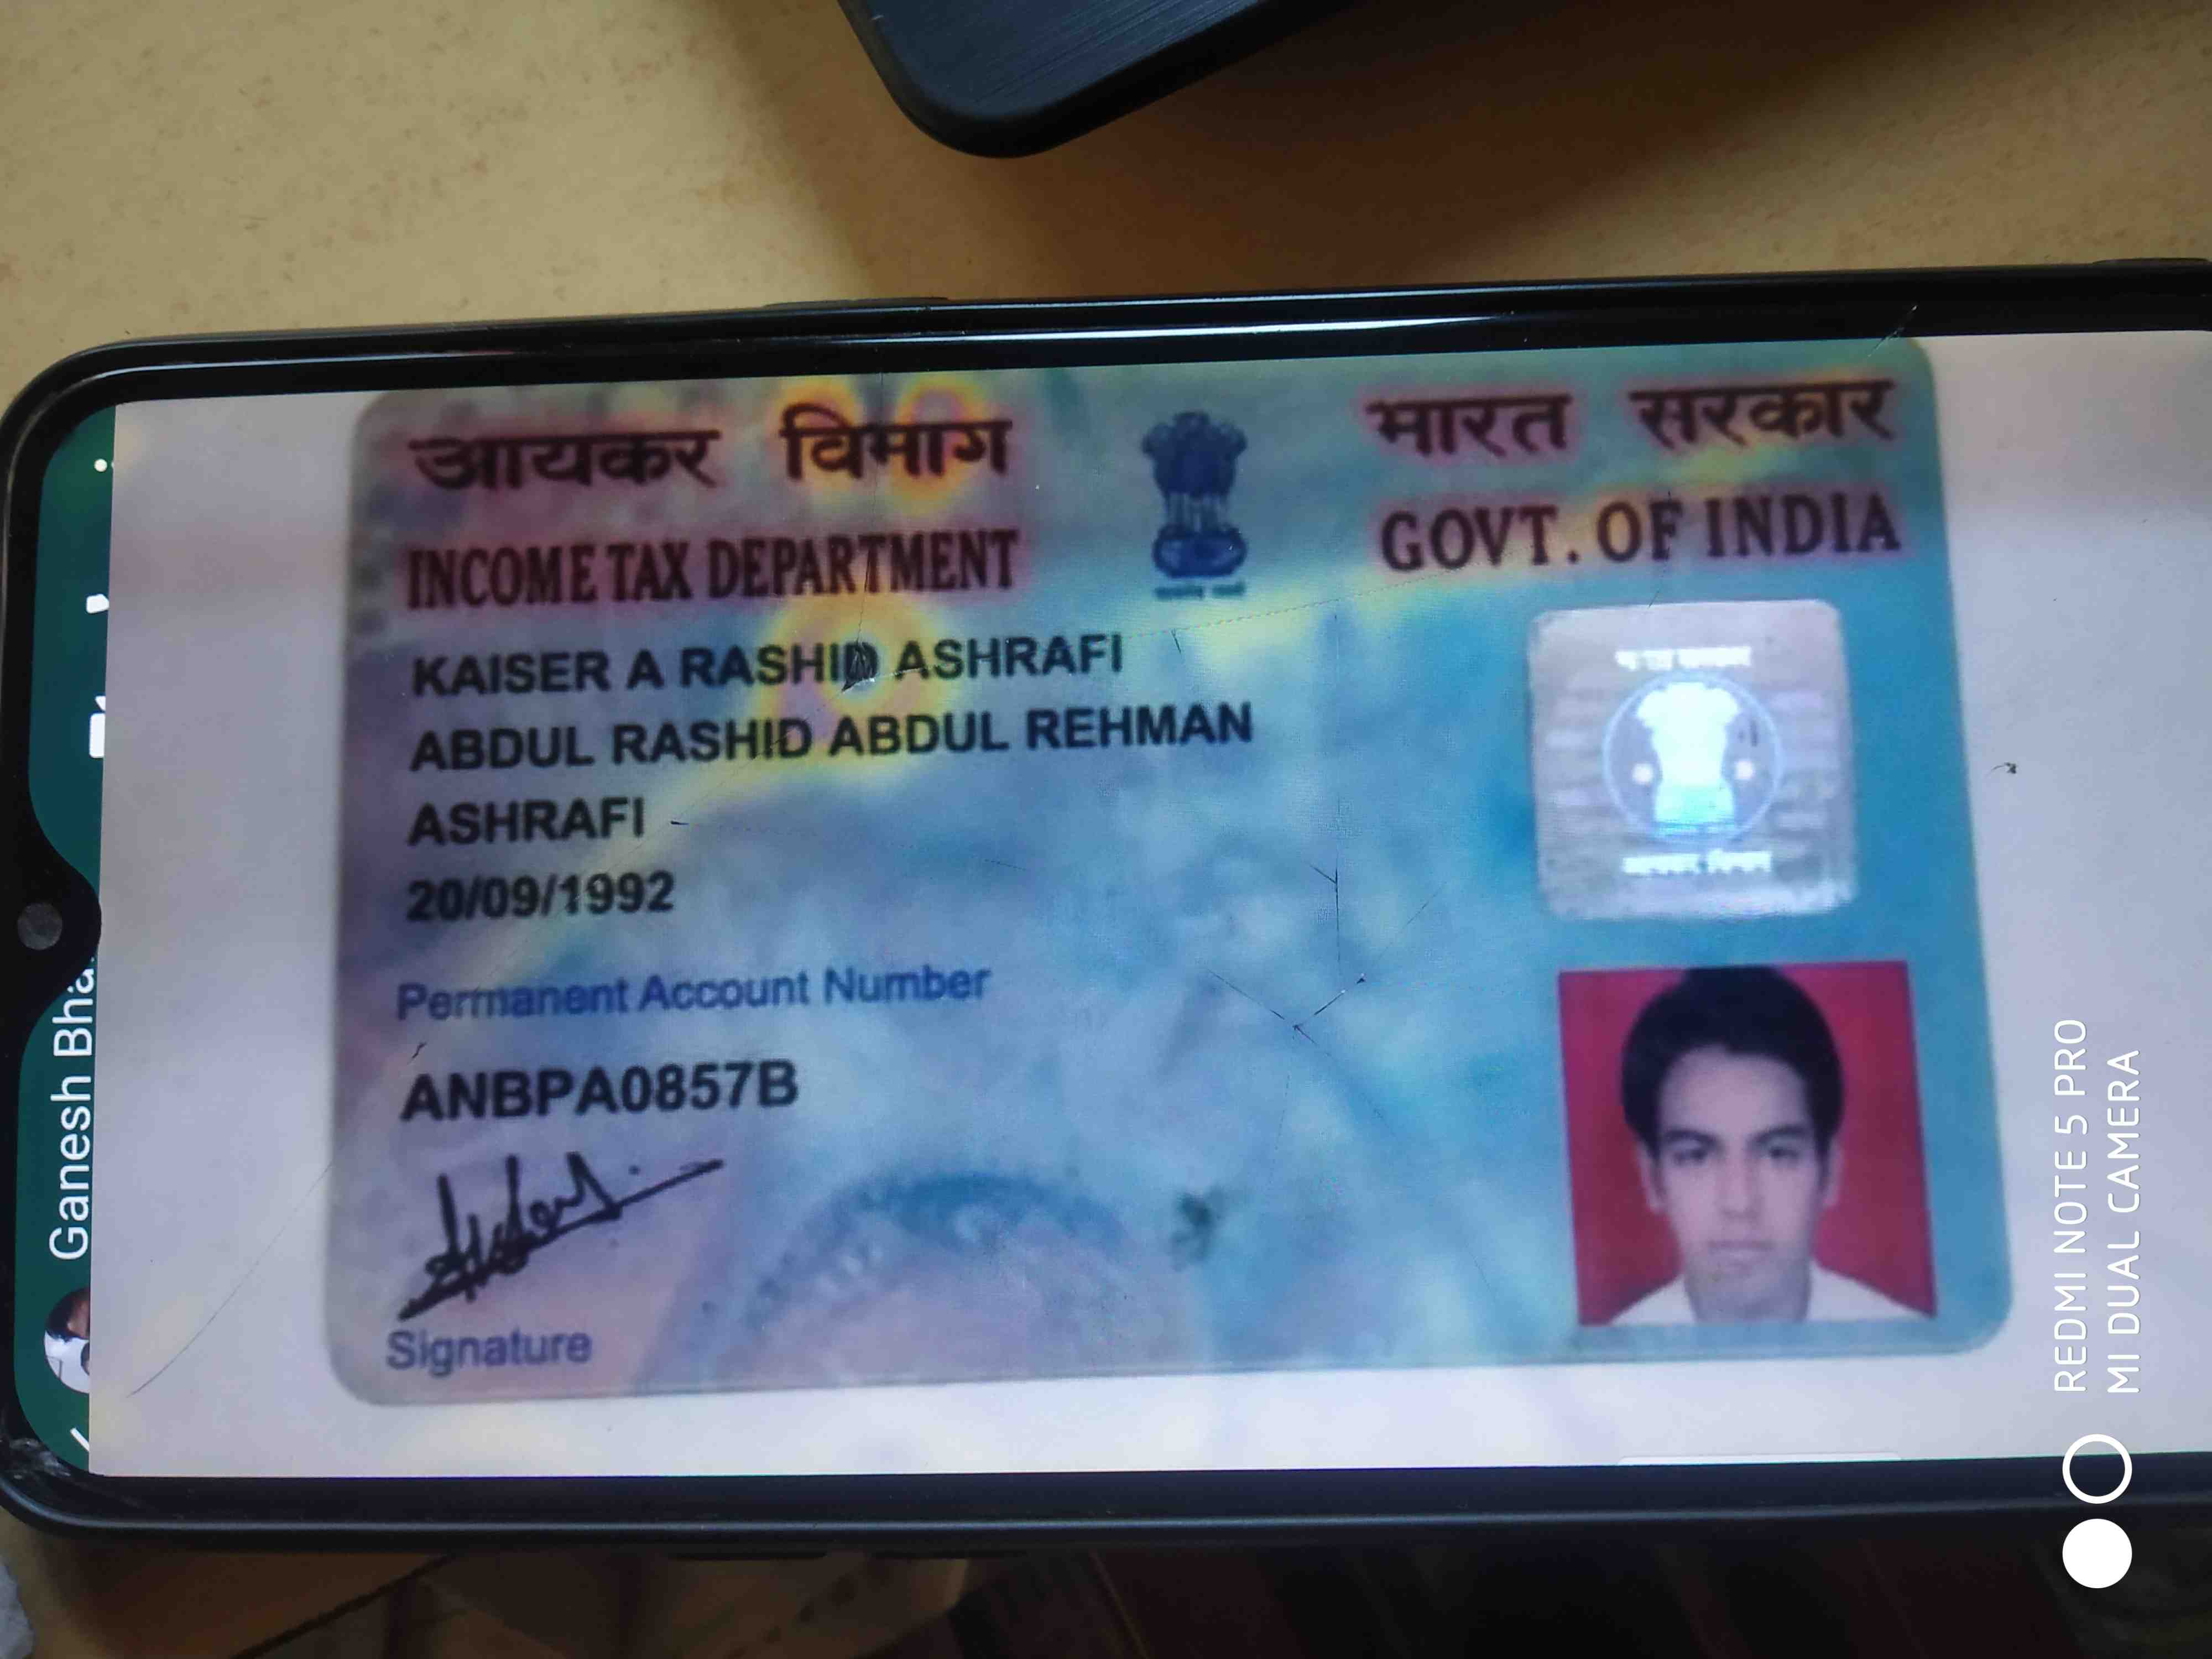 आयकर विभाग
भारत सरकार
INCOME TAX DEPARTMENT
GOVT. OF INDIA
KAISER A RASHID ASHRAFI
ABDUL RASHID ABDUL REHMAN
ASHRAFI
20/09/1992
Permanent Account Number
ANBPA0857B
Signature
Ganesh
REDMI NOTE 5 PRO
MI DUAL CAMERA